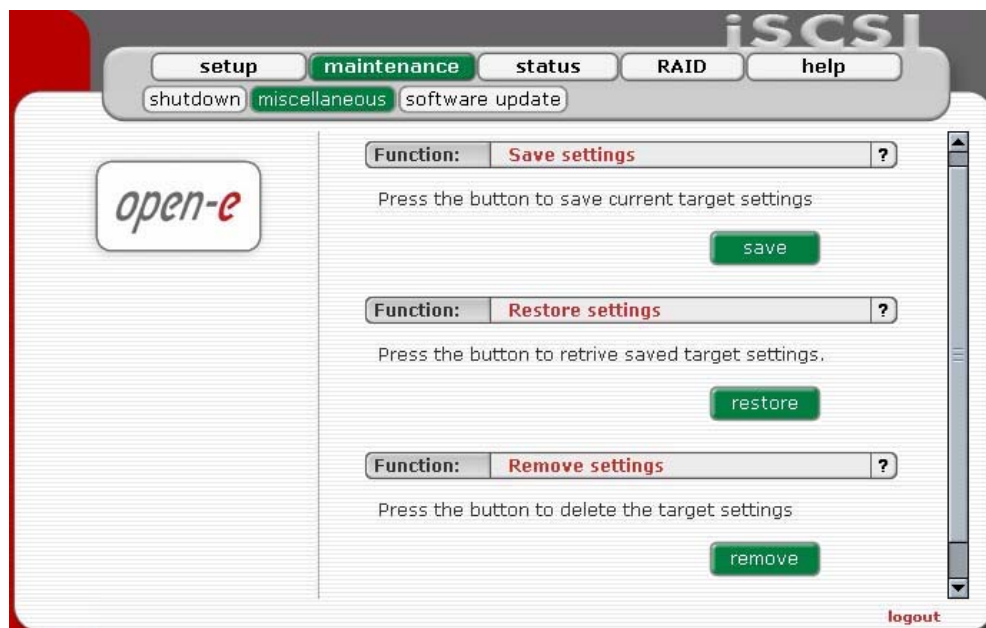 iSCSI
setup maintenance status RAID help
shutdown miscellaneous software update
open-e
Function: Save settings ?
Press the button to save current target settings
save
Function: Restore settings ?
Press the button to retrive saved target settings.
restore
Function: Remove settings ?
Press the button to delete the target settings
remove
logout